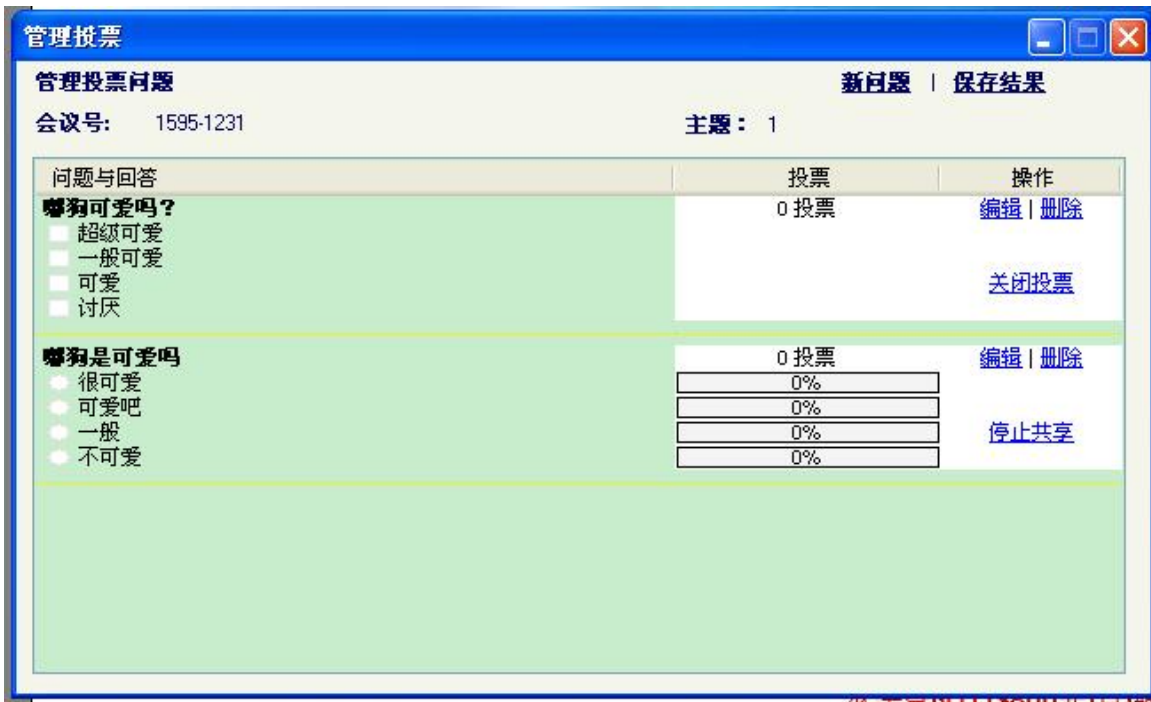 管理投票
管理投票问题
新问题 | 保存结果
会议号: 1595-1231
主题: 1
问题与回答 投票 操作
嘟狗可爱吗?
0 投票
编辑 | 删除
超级可爱
一般可爱
可爱
讨厌
关闭投票
嘟狗是可爱吗
0 投票
编辑 | 删除
很可爱 0%
可爱吧 0%
一般 0%
停止共享
不可爱 0%